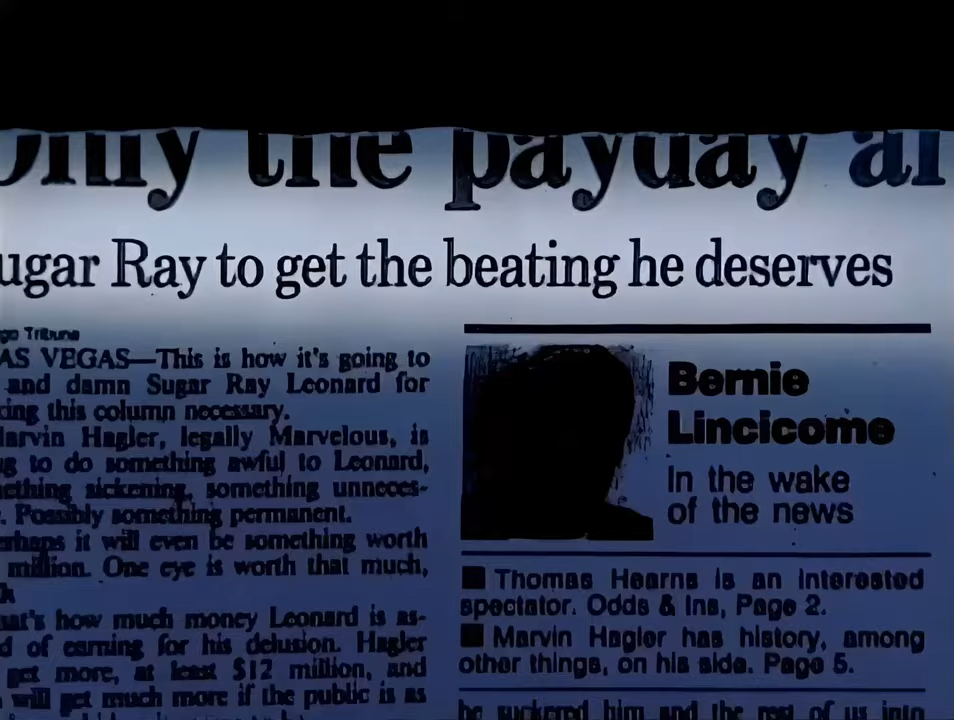 Only the payday ar
ugar Ray to get the beating he deserves
go Tribune
AS VEGAS—This is how it's going to
and damn Sugar Ray Leonard for
king this column necessary.
Marvin Hagler, legally Marvelous, is
g to do something awful to Leonard,
mething sickening, something unneces-
. Possibly something permanent.
erhaps it will even be something worth
million. One eye is worth that much,
k
at's how much money Leonard is as-
d of earning for his delusion. Hagler
get more, at least $12 million, and
will get much more if the public is as
Bernie
Lincicome
In the wake
of the news
■ Thomas Hearns is an interested
spectator. Odds & Ins, Page 2.
■ Marvin Hagler has history, among
other things, on his side. Page 5.
he suckered him and the rest of us into